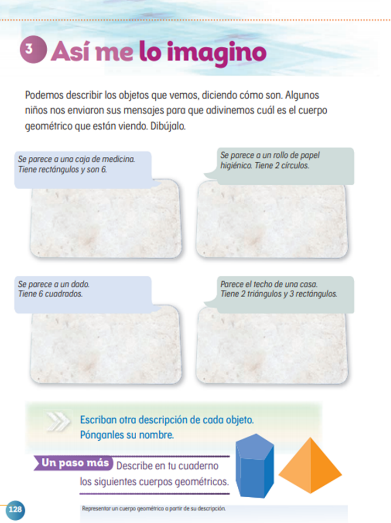 3 Así me lo imagino
Podemos describir los objetos que vemos, diciendo cómo son. Algunos
niños nos enviaron sus mensajes para que adivinemos cuál es el cuerpo
geométrico que están viendo. Dibújalo.
Se parece a una caja de medicina.
Tiene rectángulos y son 6.
Se parece a un rollo de papel
higiénico. Tiene 2 círculos.
Se parece a un dado.
Tiene 6 cuadrados.
Parece el techo de una casa.
Tiene 2 triángulos y 3 rectángulos.
Escriban otra descripción de cada objeto.
Pónganles su nombre.
Un paso más Describe en tu cuaderno
los siguientes cuerpos geométricos.
128
Representar un cuerpo geométrico a partir de su descripción.